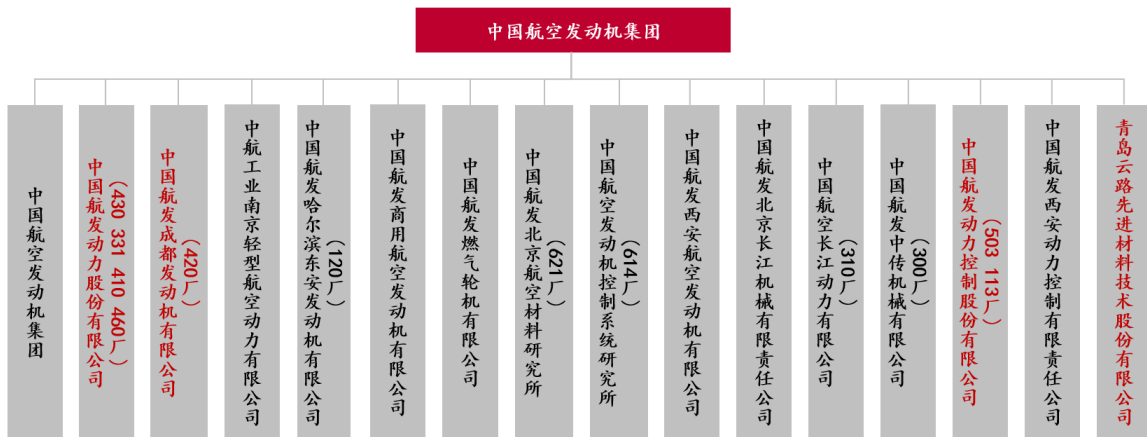 中国航空发动机集团
中国航空发动机集团
中国航发动力股份有限公司
（430 331 410 460厂）
中国航发成都发动机有限公司
（420厂）
中航工业南京轻型航空动力有限公司
中国航发哈尔滨东安发动机有限公司
（120厂）
中国航发商用航空发动机有限公司
中国航发燃气轮机有限公司
中国航发北京航空材料研究所
（621厂）
中国航空发动机控制系统研究所
（614厂）
中国航发西安航空发动机有限公司
中国航发北京长江机械有限责任公司
中国航空长江动力有限公司
（310厂）
中国航发中传机械有限公司
（300厂）
中国航发动力控制股份有限公司
（503 113厂）
中国航发西安动力控制有限责任公司
青岛云路先进材料技术股份有限公司